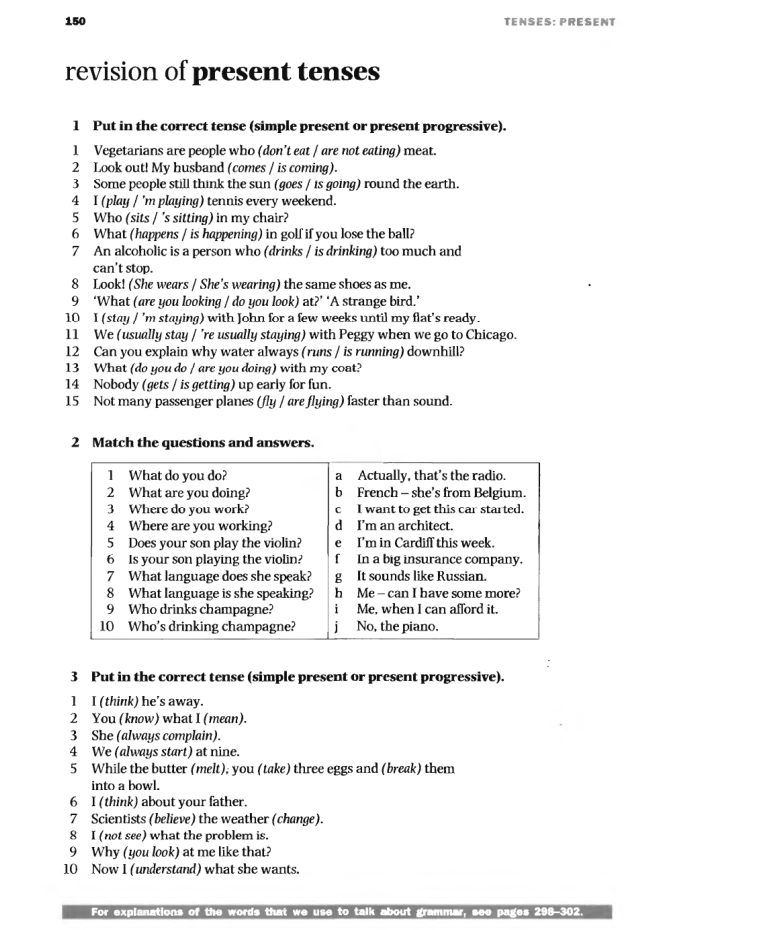 150
TENSES: PRESENT
revision of present tenses
1 Put in the correct tense (simple present or present progressive).
1 Vegetarians are people who (don't eat / are not eating) meat.
2 Look out! My husband (comes / is coming).
3 Some people still think the sun (goes / is going) round the earth.
4 I (play / 'm playing) tennis every weekend.
5 Who (sits / 's sitting) in my chair?
6 What (happens / is happening) in golf if you lose the ball?
7 An alcoholic is a person who (drinks / is drinking) too much and
can't stop.
8 Look! (She wears / She's wearing) the same shoes as me.
9 'What (are you looking / do you look) at?' 'A strange bird.'
10 I (stay / 'm staying) with John for a few weeks until my flat's ready.
11 We (usually stay / 're usually staying) with Peggy when we go to Chicago.
12 Can you explain why water always (runs / is running) downhill?
13 What (do you do / are you doing) with my coat?
14 Nobody (gets / is getting) up early for fun.
15 Not many passenger planes (fly / are flying) faster than sound.
2 Match the questions and answers.
1 What do you do? a Actually, that's the radio.
2 What are you doing? b French – she's from Belgium.
3 Where do you work? c I want to get this car started.
4 Where are you working? d I'm an architect.
5 Does your son play the violin? e I'm in Cardiff this week.
6 Is your son playing the violin? f In a big insurance company.
7 What language does she speak? g It sounds like Russian.
8 What language is she speaking? h Me – can I have some more?
9 Who drinks champagne? i Me, when I can afford it.
10 Who's drinking champagne? j No, the piano.
3 Put in the correct tense (simple present or present progressive).
1 I (think) he's away.
2 You (know) what I (mean).
3 She (always complain).
4 We (always start) at nine.
5 While the butter (melt), you (take) three eggs and (break) them
into a bowl.
6 I (think) about your father.
7 Scientists (believe) the weather (change).
8 I (not see) what the problem is.
9 Why (you look) at me like that?
10 Now I (understand) what she wants.
For explanations of the words that we use to talk about grammar, see pages 298–302.